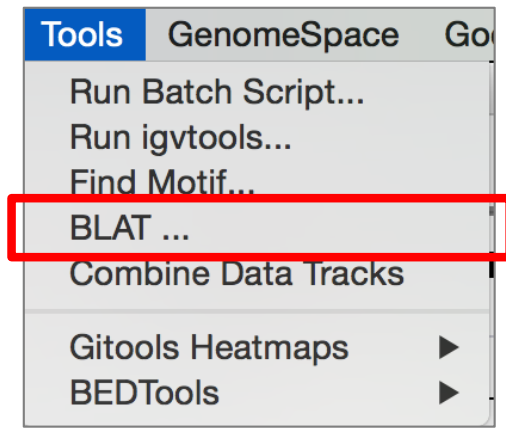 Tools GenomeSpace
Run Batch Script...
Run igvtools...
Find Motif...
BLAT ...
Combine Data Tracks
Gitools Heatmaps
BEDTools